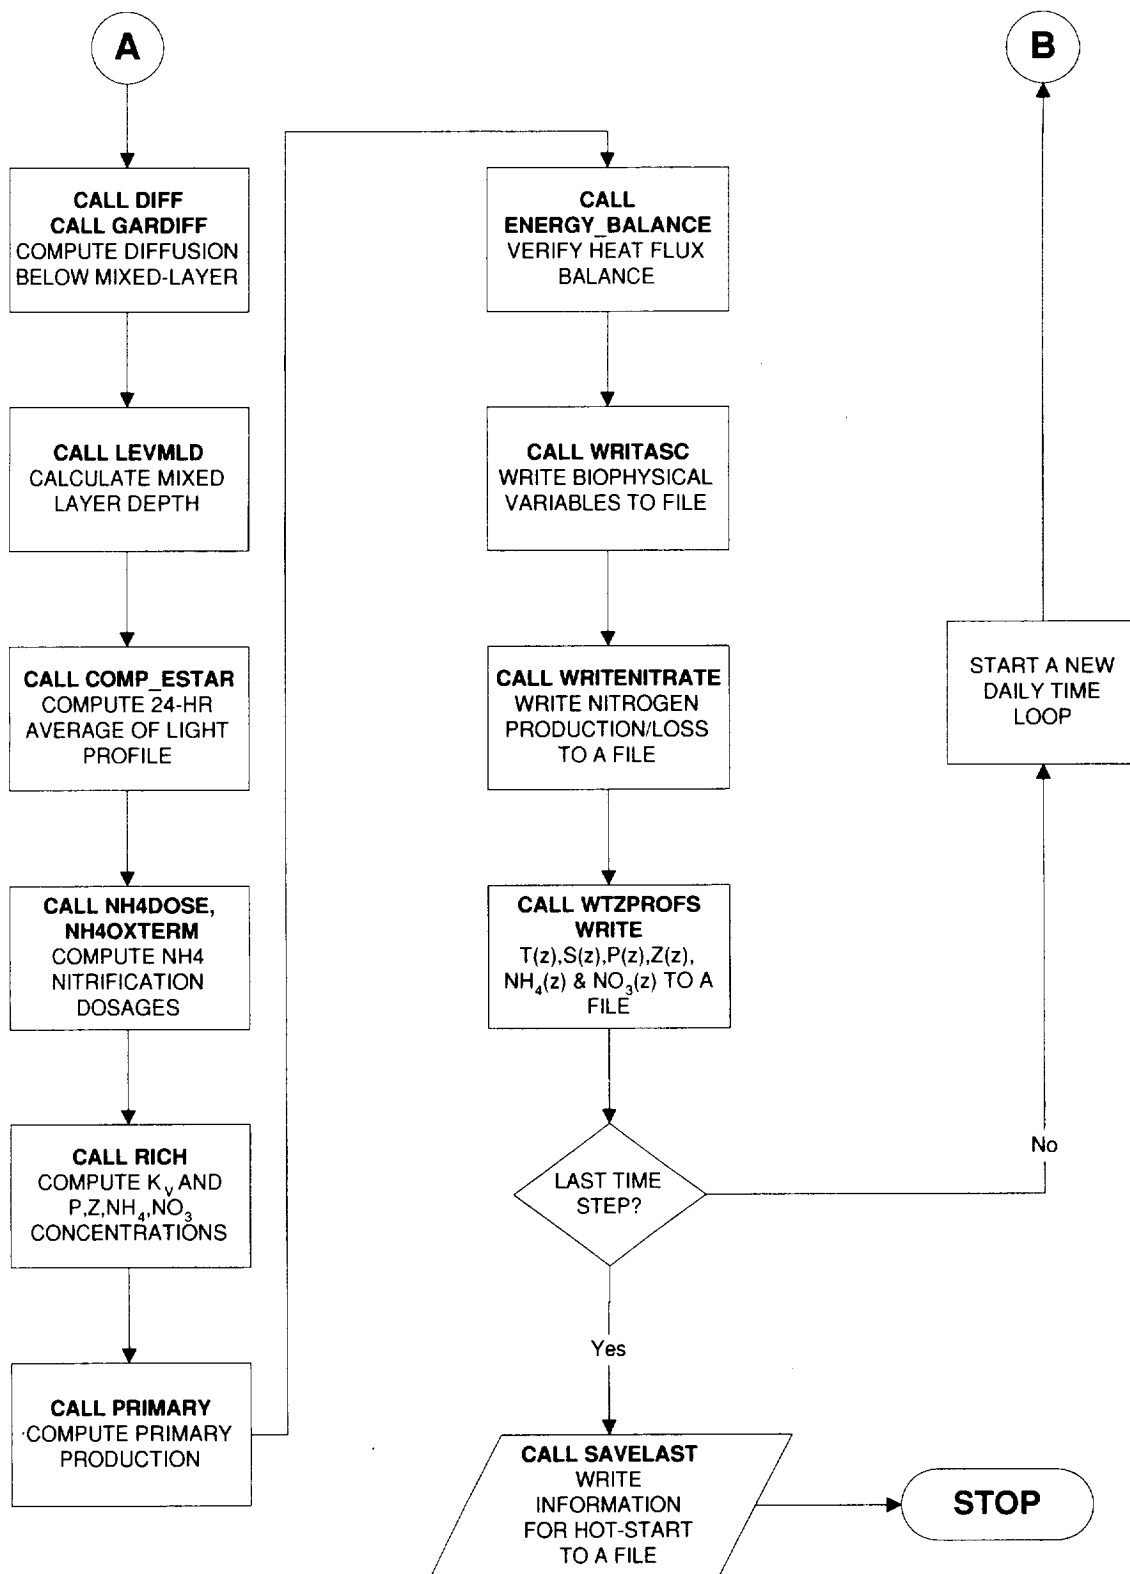 A
CALL DIFF
CALL GARDIFF
COMPUTE DIFFUSION
BELOW MIXED-LAYER
CALL LEVMLD
CALCULATE MIXED
LAYER DEPTH
CALL COMP_ESTAR
COMPUTE 24-HR
AVERAGE OF LIGHT
PROFILE
CALL NH4DOSE,
NH4OXTERM
COMPUTE NH4
NITRIFICATION
DOSAGES
CALL RICH
COMPUTE K_V AND
P,Z,NH₄,NO₃
CONCENTRATIONS
CALL PRIMARY
COMPUTE PRIMARY
PRODUCTION
CALL
ENERGY_BALANCE
VERIFY HEAT FLUX
BALANCE
CALL WRITASC
WRITE BIOPHYSICAL
VARIABLES TO FILE
CALL WRITENITRATE
WRITE NITROGEN
PRODUCTION/LOSS
TO A FILE
CALL WTZPROFS
WRITE
T(z),S(z),P(z),Z(z),
NH₄(z) & NO₃(z) TO A
FILE
LAST TIME
STEP?
Yes
CALL SAVELAST
WRITE
INFORMATION
FOR HOT-START
TO A FILE
STOP
No
START A NEW
DAILY TIME
LOOP
B